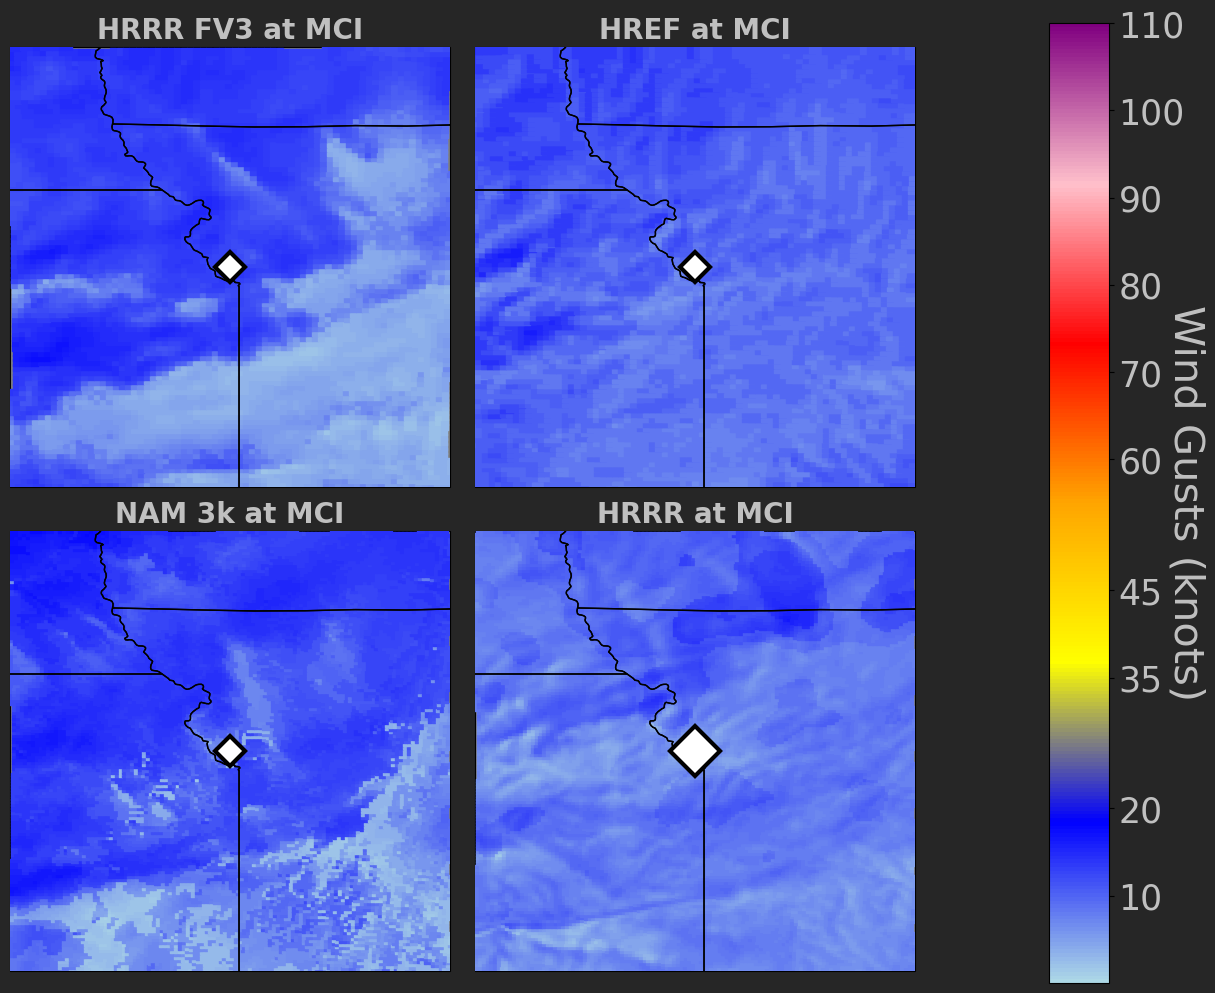 HRRR FV3 at MCI
HREF at MCI
NAM 3k at MCI
HRRR at MCI
110
100
90
80
70
60
45
35
20
10
Wind Gusts (knots)